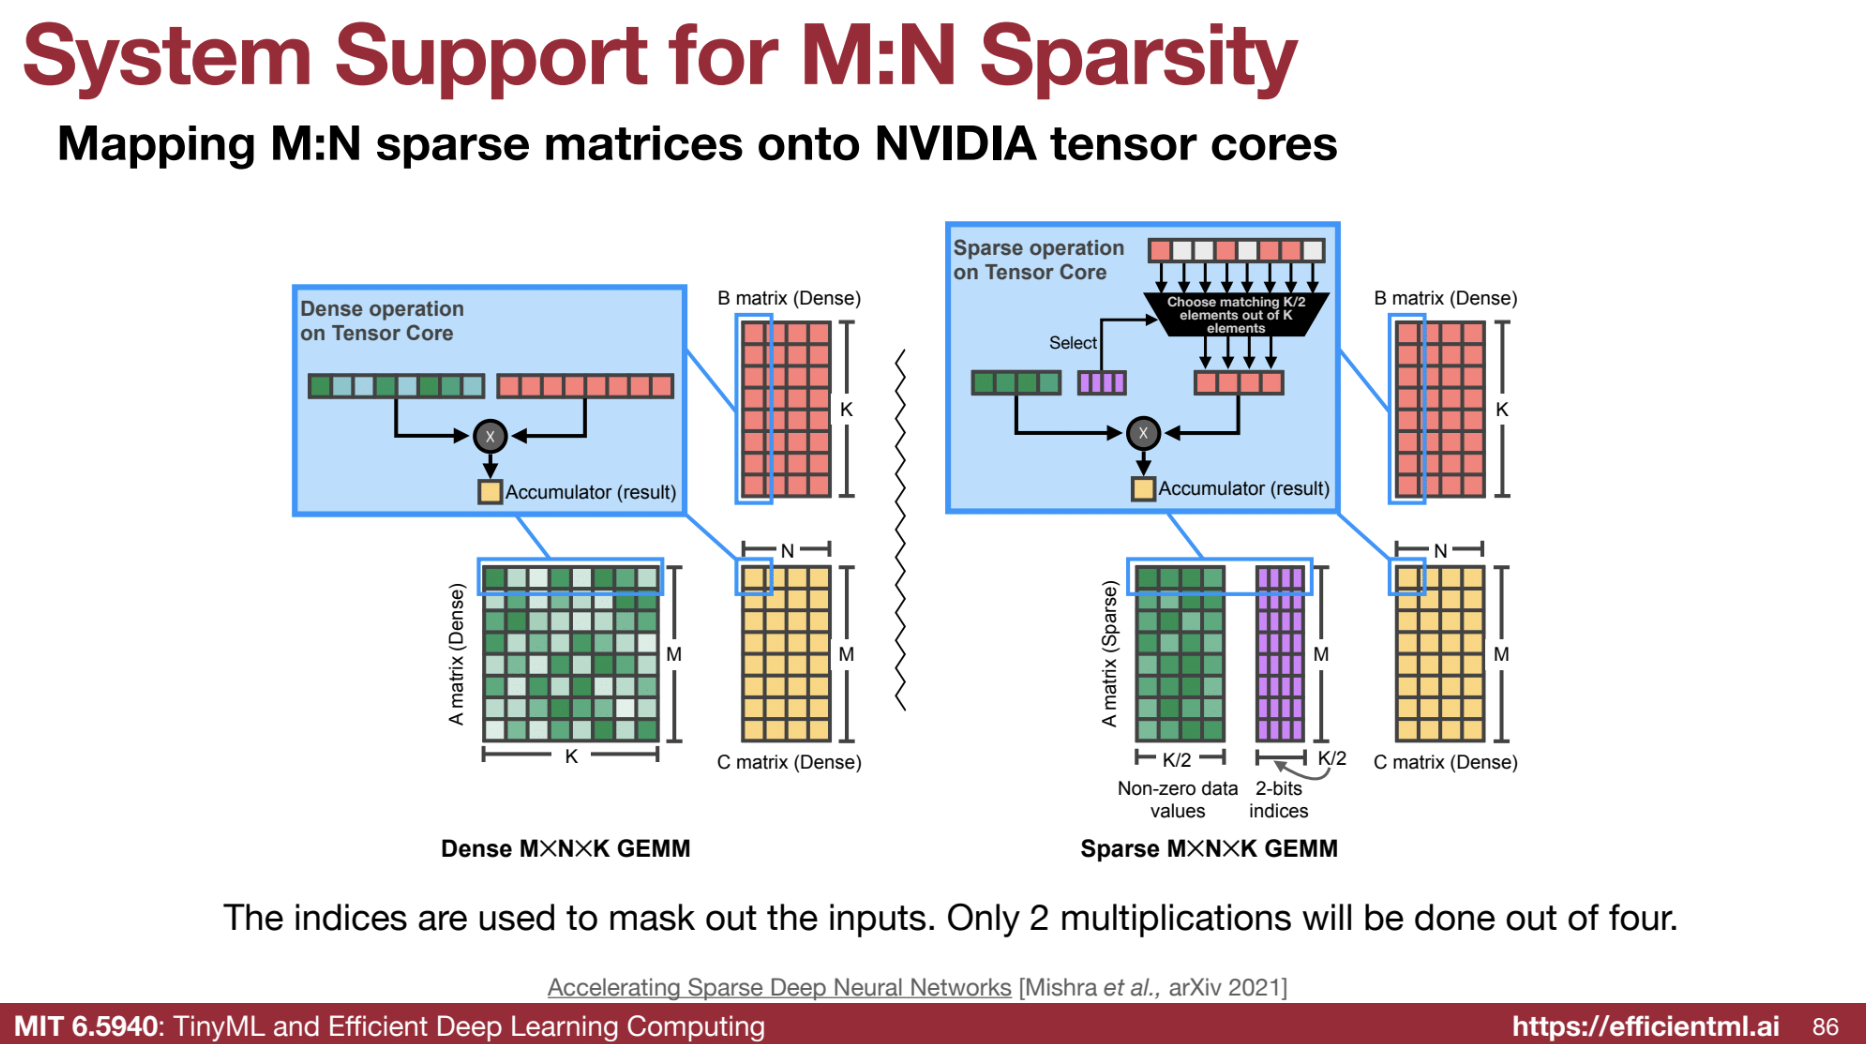 System Support for M:N Sparsity
Mapping M:N sparse matrices onto NVIDIA tensor cores
Dense operation
on Tensor Core
Accumulator (result)
B matrix (Dense)
K
A matrix (Dense)
M
K
N
M
C matrix (Dense)
Dense M×N×K GEMM
Sparse operation
on Tensor Core
Choose matching K/2
elements out of K
elements
Select
Accumulator (result)
B matrix (Dense)
K
A matrix (Sparse)
M
K/2
K/2
Non-zero data
values
2-bits
indices
N
M
C matrix (Dense)
Sparse M×N×K GEMM
The indices are used to mask out the inputs. Only 2 multiplications will be done out of four.
Accelerating Sparse Deep Neural Networks [Mishra et al., arXiv 2021]
MIT 6.5940: TinyML and Efficient Deep Learning Computing
https://efficientml.ai
86
X
X